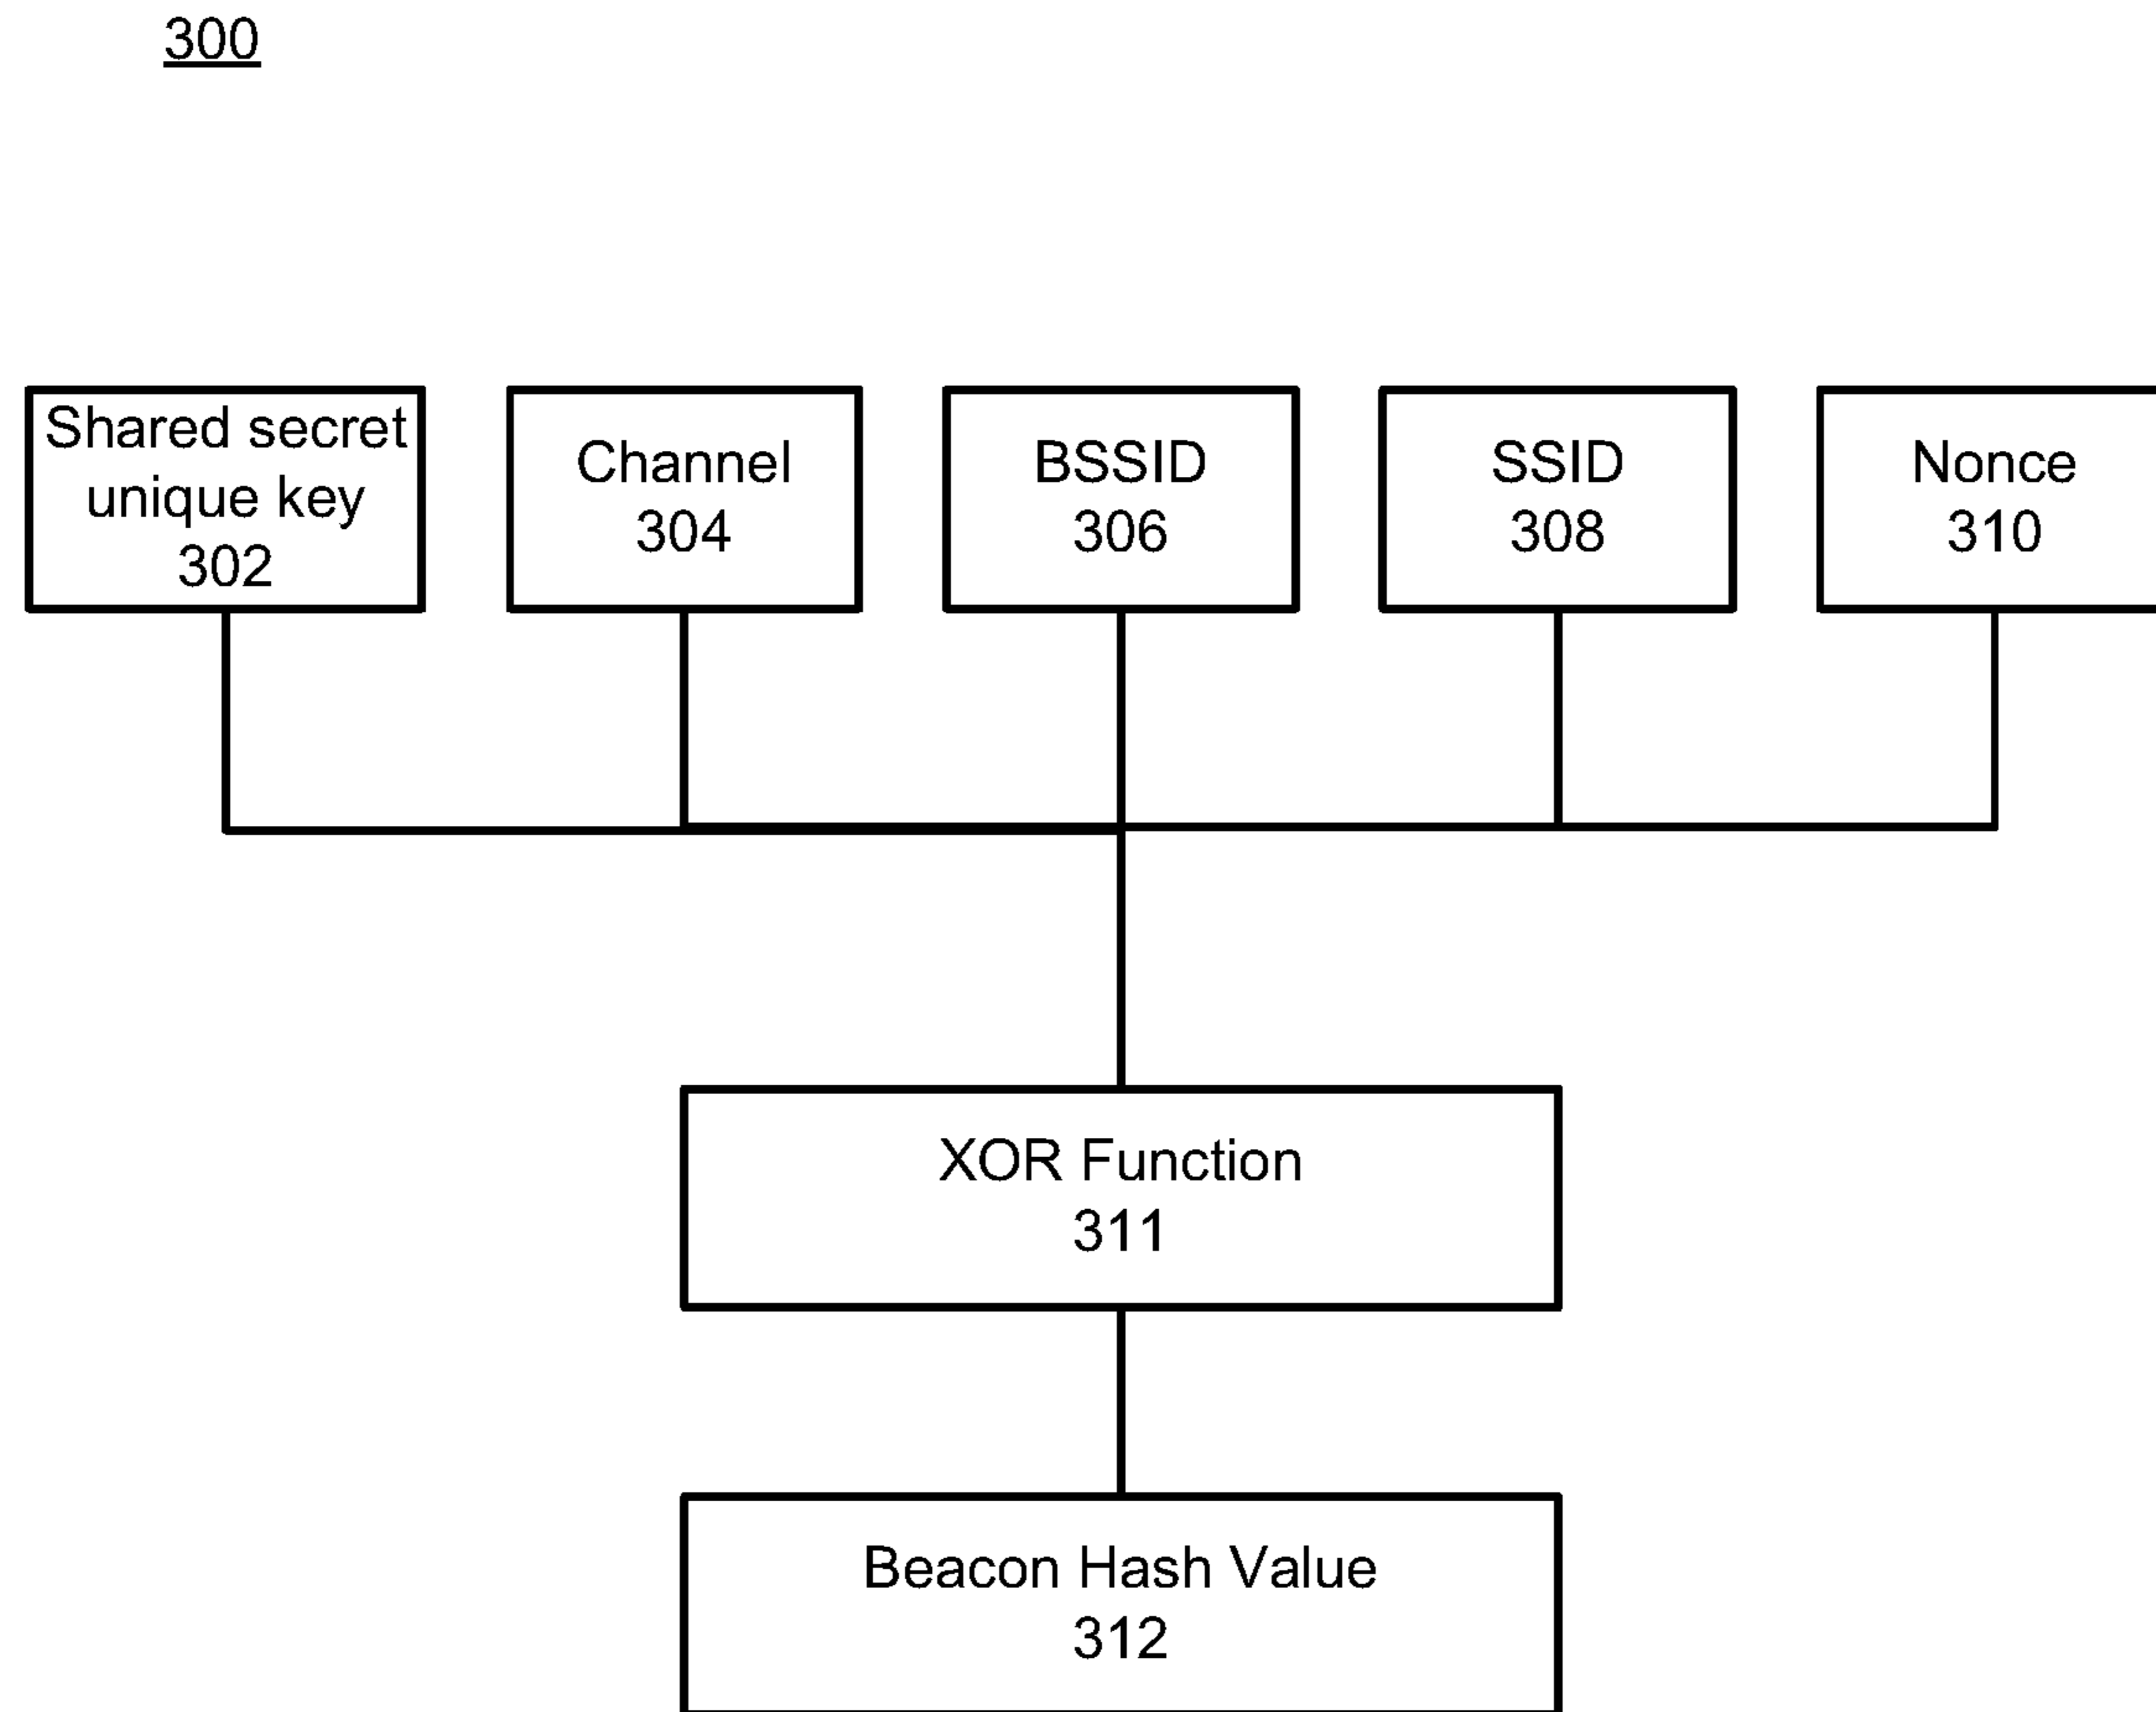 300
Shared secret
unique key
302
Channel
304
BSSID
306
SSID
308
Nonce
310
XOR Function
311
Beacon Hash Value
312